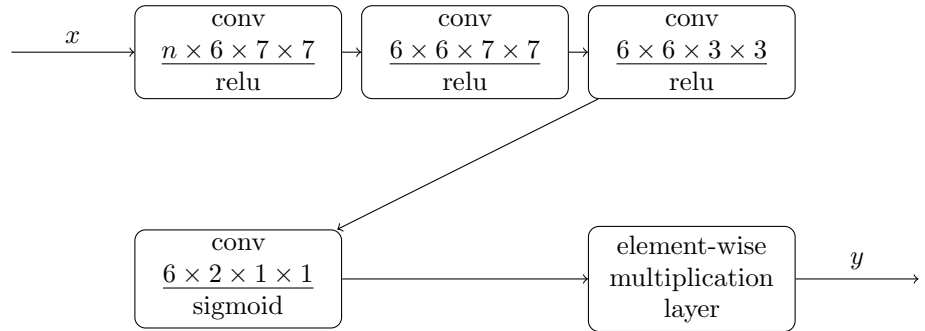 x
conv
n × 6 × 7 × 7
relu
conv
6 × 6 × 7 × 7
relu
conv
6 × 6 × 3 × 3
relu
conv
6 × 2 × 1 × 1
sigmoid
element-wise
multiplication
layer
y